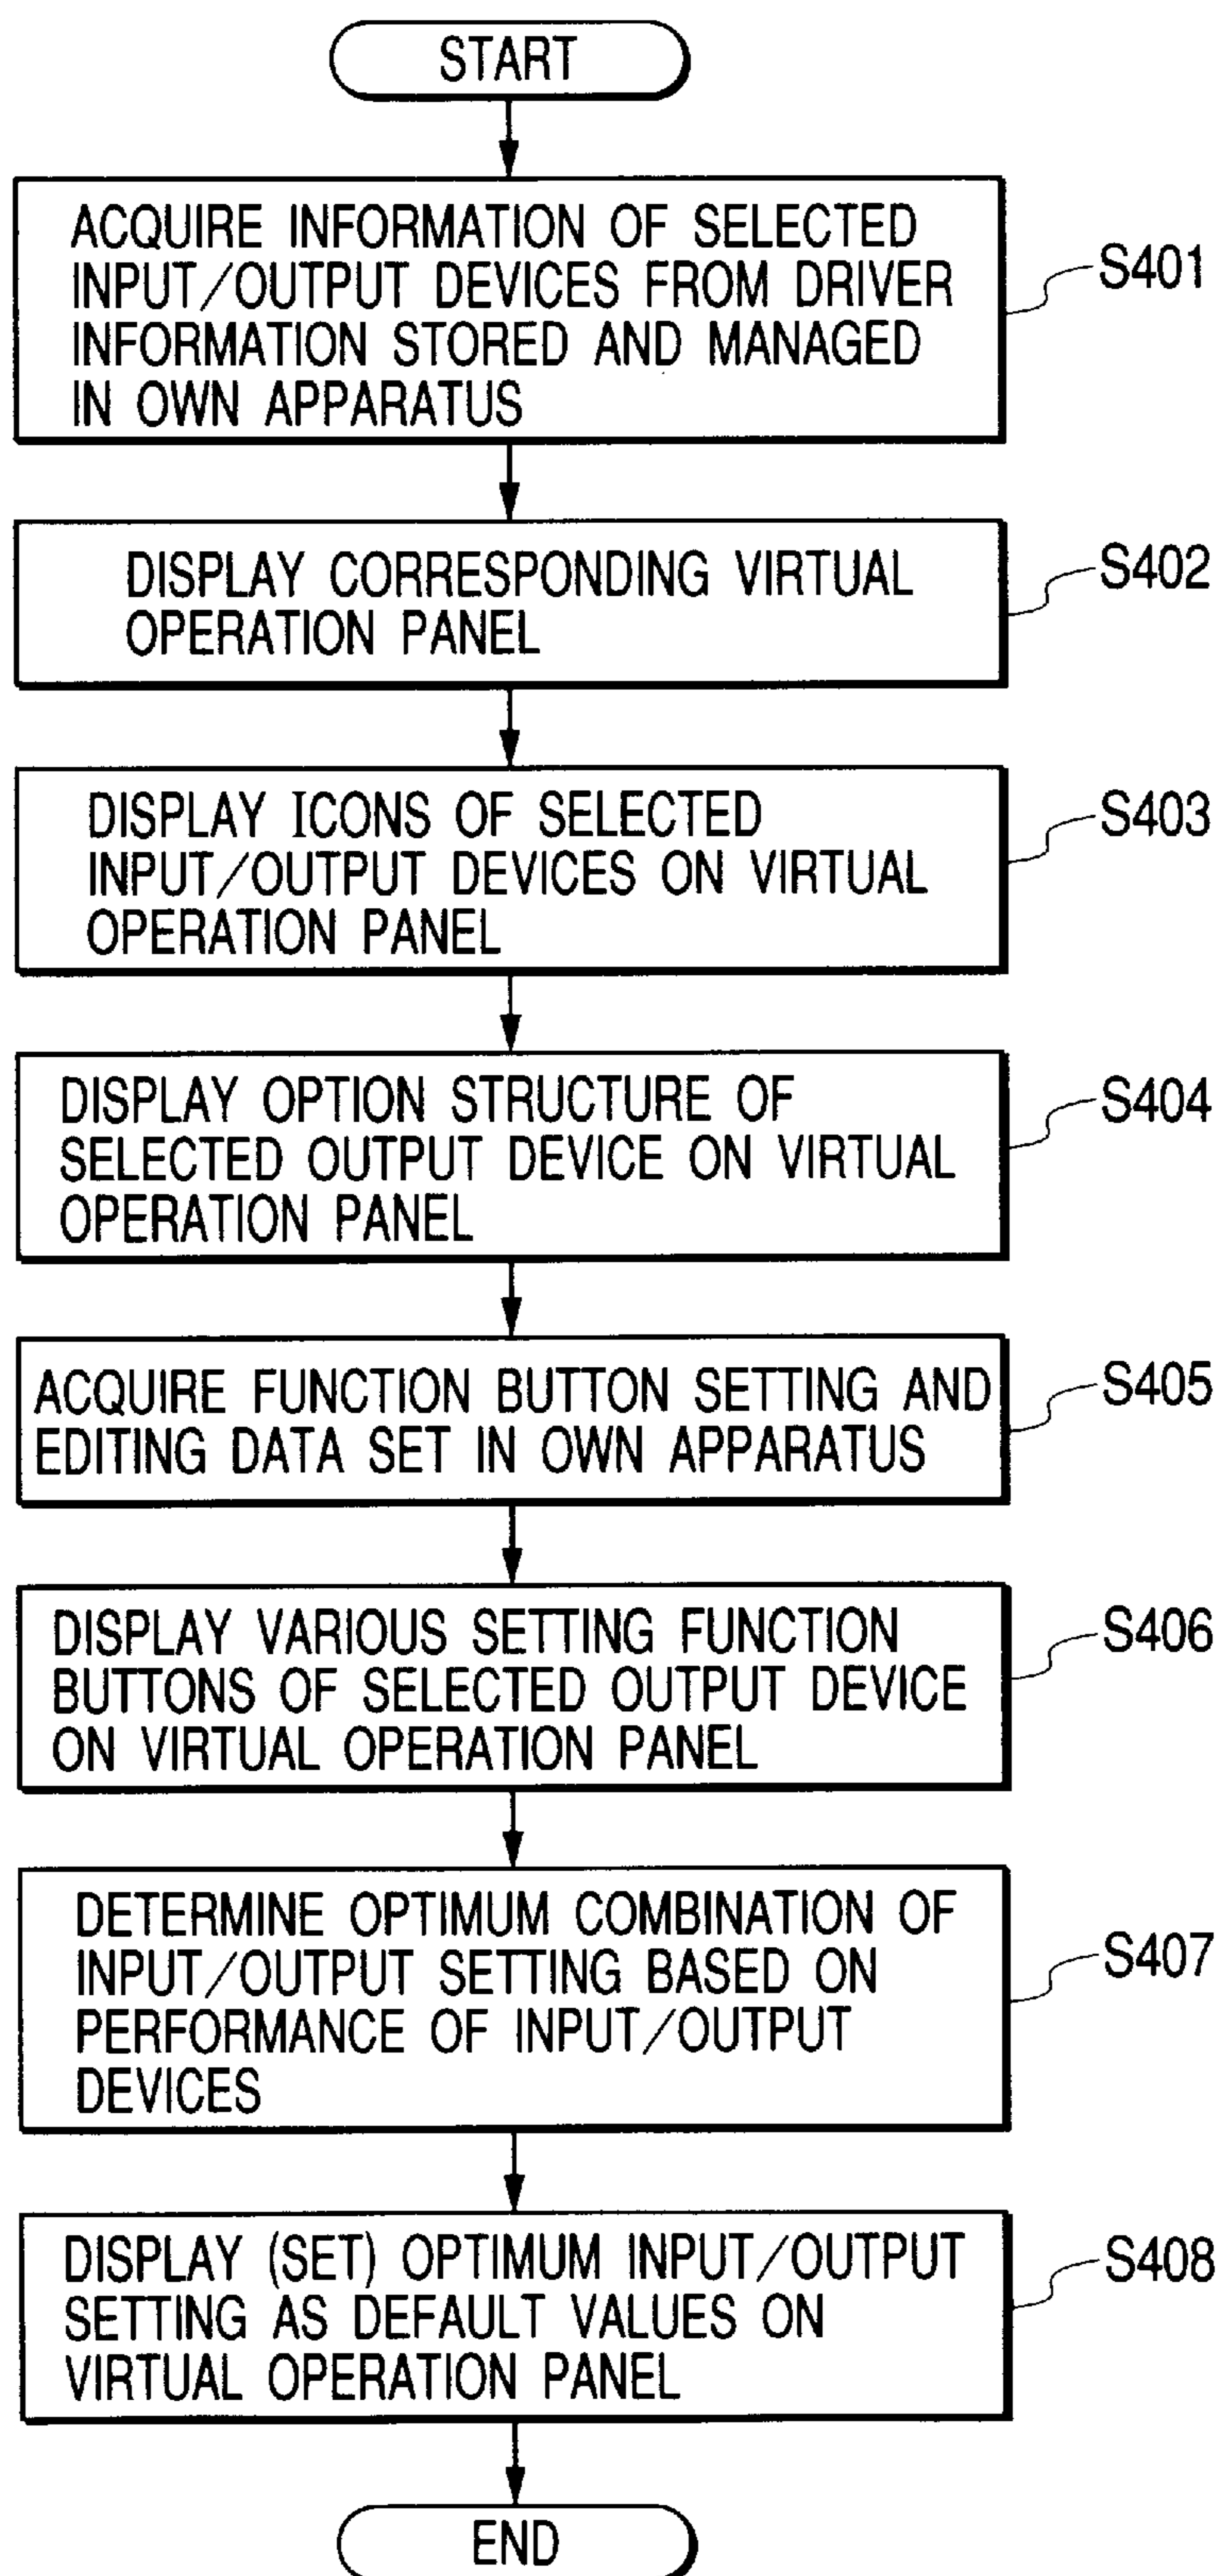 START
ACQUIRE INFORMATION OF SELECTED
INPUT/OUTPUT DEVICES FROM DRIVER
INFORMATION STORED AND MANAGED
IN OWN APPARATUS
S401
DISPLAY CORRESPONDING VIRTUAL
OPERATION PANEL
S402
DISPLAY ICONS OF SELECTED
INPUT/OUTPUT DEVICES ON VIRTUAL
OPERATION PANEL
S403
DISPLAY OPTION STRUCTURE OF
SELECTED OUTPUT DEVICE ON VIRTUAL
OPERATION PANEL
S404
ACQUIRE FUNCTION BUTTON SETTING AND
EDITING DATA SET IN OWN APPARATUS
S405
DISPLAY VARIOUS SETTING FUNCTION
BUTTONS OF SELECTED OUTPUT DEVICE
ON VIRTUAL OPERATION PANEL
S406
DETERMINE OPTIMUM COMBINATION OF
INPUT/OUTPUT SETTING BASED ON
PERFORMANCE OF INPUT/OUTPUT
DEVICES
S407
DISPLAY (SET) OPTIMUM INPUT/OUTPUT
SETTING AS DEFAULT VALUES ON
VIRTUAL OPERATION PANEL
S408
END